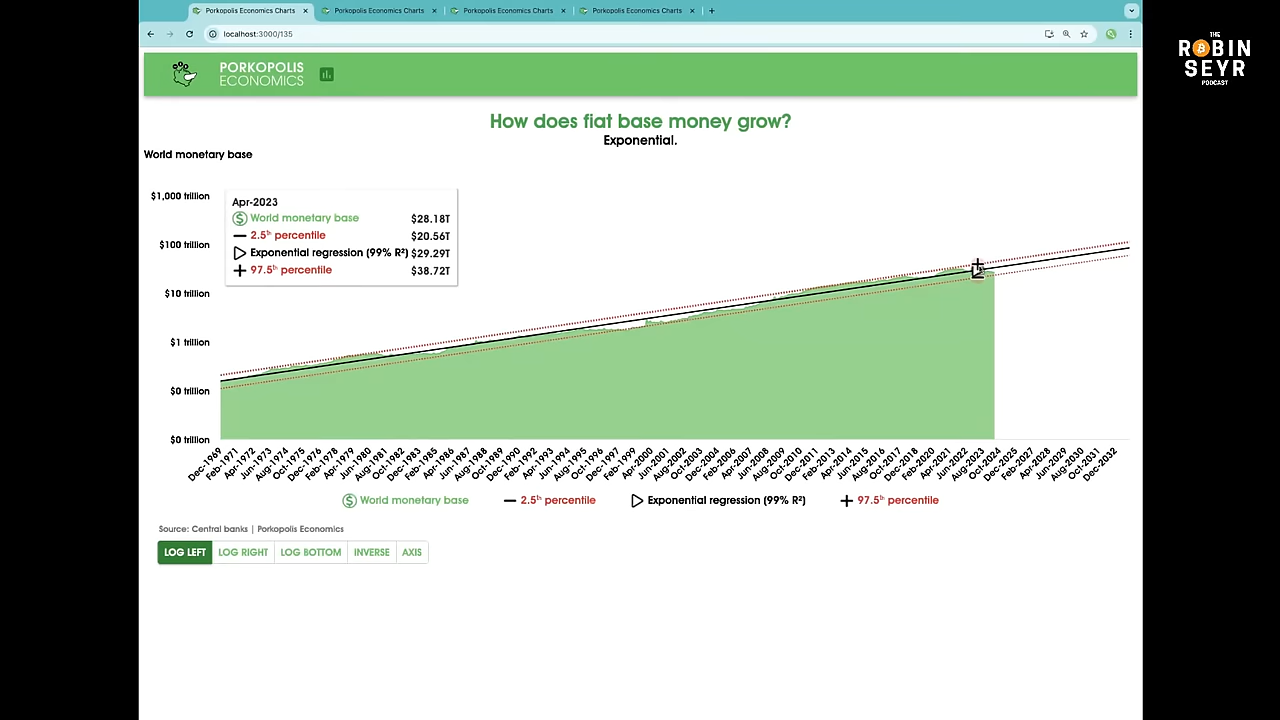 Porkopolis Economics Charts
Porkopolis Economics Charts
Porkopolis Economics Charts
Porkopolis Economics Charts
localhost:3000/135
THE
ROBIN
SEYR
PODCAST
PORKOPOLIS
ECONOMICS
How does fiat base money grow?
Exponential.
World monetary base
$1,000 trillion
$100 trillion
$10 trillion
$1 trillion
$0 trillion
$0 trillion
Apr-2023
World monetary base $28.18T
2.5ᵗʰ percentile $20.56T
Exponential regression (99% R²) $29.29T
97.5ᵗʰ percentile $38.72T
Dec-1969
Feb-1971
Apr-1972
Jun-1973
Aug-1974
Oct-1975
Dec-1976
Feb-1978
Apr-1979
Jun-1980
Aug-1981
Oct-1982
Dec-1983
Feb-1985
Apr-1986
Jun-1987
Aug-1988
Oct-1989
Dec-1990
Feb-1992
Apr-1993
Jun-1994
Aug-1995
Oct-1996
Dec-1997
Feb-1999
Apr-2000
Jun-2001
Aug-2002
Oct-2003
Dec-2004
Feb-2006
Apr-2007
Jun-2008
Aug-2009
Oct-2010
Dec-2011
Feb-2013
Apr-2014
Jun-2015
Aug-2016
Oct-2017
Dec-2018
Feb-2020
Apr-2021
Jun-2022
Aug-2023
Oct-2024
Dec-2025
Feb-2027
Apr-2028
Jun-2029
Aug-2030
Oct-2031
Dec-2032
World monetary base
2.5ᵗʰ percentile
Exponential regression (99% R²)
97.5ᵗʰ percentile
Source: Central banks | Porkopolis Economics
LOG LEFT
LOG RIGHT
LOG BOTTOM
INVERSE
AXIS